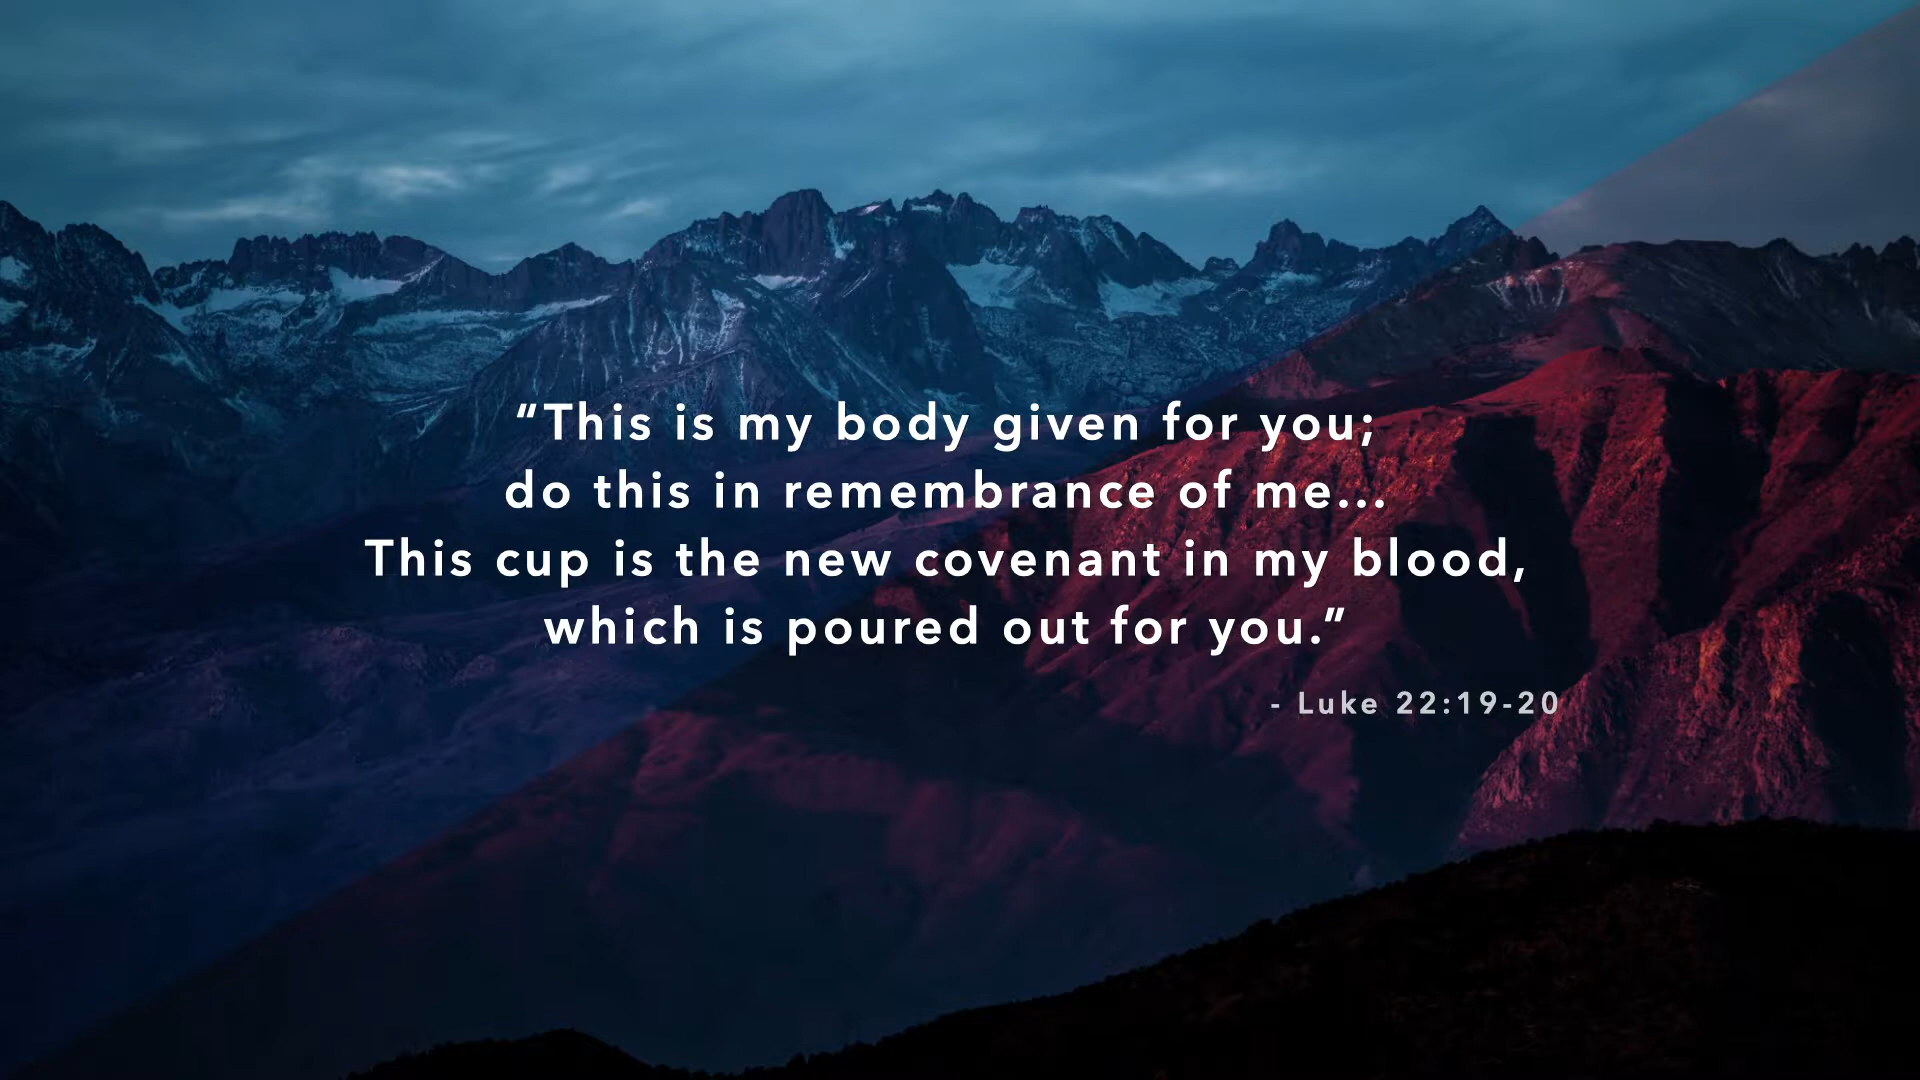 “This is my body given for you;
do this in remembrance of me...
This cup is the new covenant in my blood,
which is poured out for you.”
- Luke 22:19-20